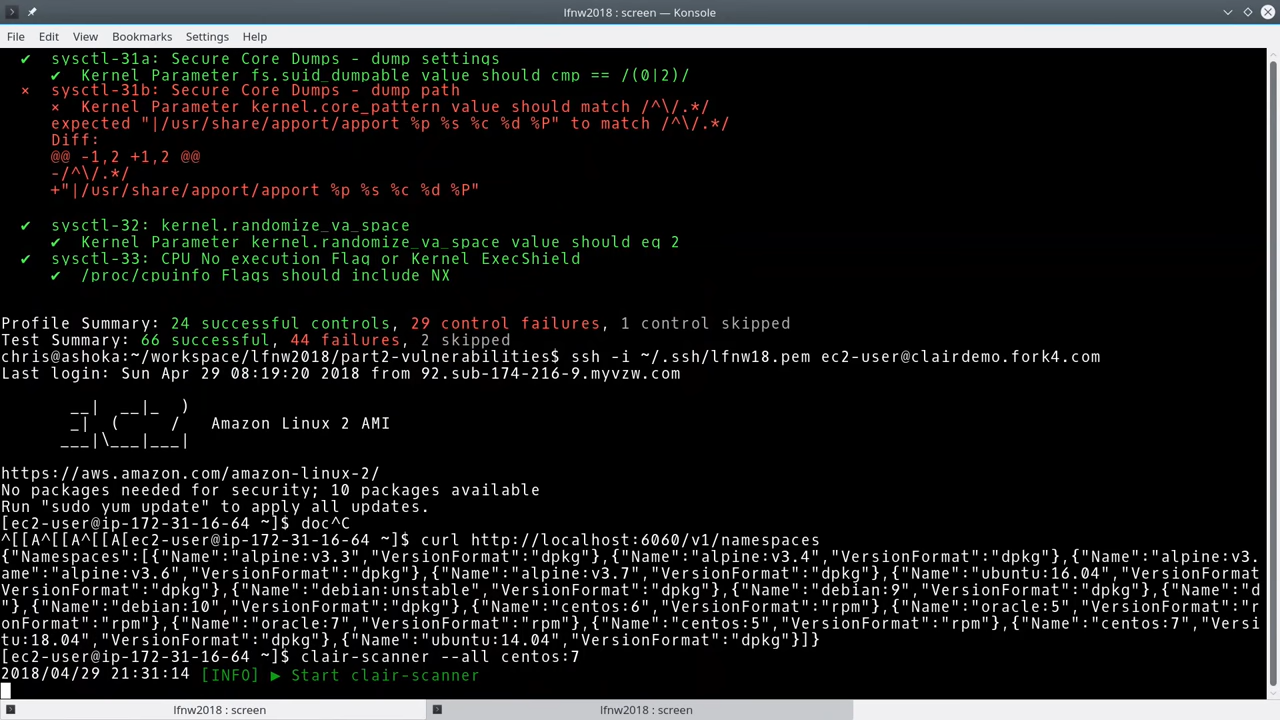 lfnw2018 : screen — Konsole
File Edit View Bookmarks Settings Help
✔ sysctl-31a: Secure Core Dumps - dump settings
✔ Kernel Parameter fs.suid_dumpable value should cmp == /(0|2)/
× sysctl-31b: Secure Core Dumps - dump path
× Kernel Parameter kernel.core_pattern value should match /^\/.*/
expected "|/usr/share/apport/apport %p %s %c %d %P" to match /^\/.*/
Diff:
@@ -1,2 +1,2 @@
-/^\/.*/
+"|/usr/share/apport/apport %p %s %c %d %P"
✔ sysctl-32: kernel.randomize_va_space
✔ Kernel Parameter kernel.randomize_va_space value should eq 2
✔ sysctl-33: CPU No execution Flag or Kernel ExecShield
✔ /proc/cpuinfo Flags should include NX
Profile Summary: 24 successful controls, 29 control failures, 1 control skipped
Test Summary: 66 successful, 44 failures, 2 skipped
chris@ashoka:~/workspace/lfnw2018/part2-vulnerabilities$ ssh -i ~/.ssh/lfnw18.pem ec2-user@clairdemo.fork4.com
Last login: Sun Apr 29 08:19:20 2018 from 92.sub-174-216-9.myvzw.com
__| __|_ )
_| ( / Amazon Linux 2 AMI
___|\___|___|
https://aws.amazon.com/amazon-linux-2/
No packages needed for security; 10 packages available
Run "sudo yum update" to apply all updates.
[ec2-user@ip-172-31-16-64 ~]$ doc^C
^[[A^[[A^[[A[ec2-user@ip-172-31-16-64 ~]$ curl http://localhost:6060/v1/namespaces
{"Namespaces":[{"Name":"alpine:v3.3","VersionFormat":"dpkg"},{"Name":"alpine:v3.4","VersionFormat":"dpkg"},{"Name":"alpine:v3.
ame":"alpine:v3.6","VersionFormat":"dpkg"},{"Name":"alpine:v3.7","VersionFormat":"dpkg"},{"Name":"ubuntu:16.04","VersionFormat
VersionFormat":"dpkg"},{"Name":"debian:unstable","VersionFormat":"dpkg"},{"Name":"debian:9","VersionFormat":"dpkg"},{"Name":"d
"},{"Name":"debian:10","VersionFormat":"dpkg"},{"Name":"centos:6","VersionFormat":"rpm"},{"Name":"oracle:5","VersionFormat":"r
onFormat":"rpm"},{"Name":"oracle:7","VersionFormat":"rpm"},{"Name":"centos:5","VersionFormat":"rpm"},{"Name":"centos:7","Versi
tu:18.04","VersionFormat":"dpkg"},{"Name":"ubuntu:14.04","VersionFormat":"dpkg"}]}
[ec2-user@ip-172-31-16-64 ~]$ clair-scanner --all centos:7
2018/04/29 21:31:14 [INFO] ▶ Start clair-scanner
lfnw2018 : screen
lfnw2018 : screen